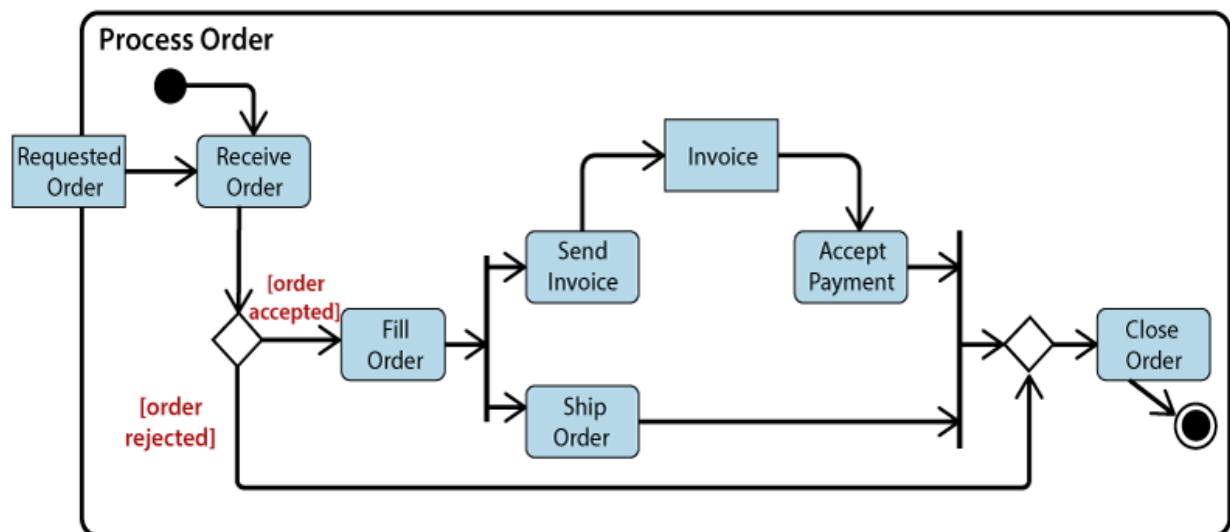 Process Order
Requested
Order
Receive
Order
Invoice
Send
Invoice
Accept
Payment
[order
accepted]
Fill
Order
Close
Order
[order
rejected]
Ship
Order